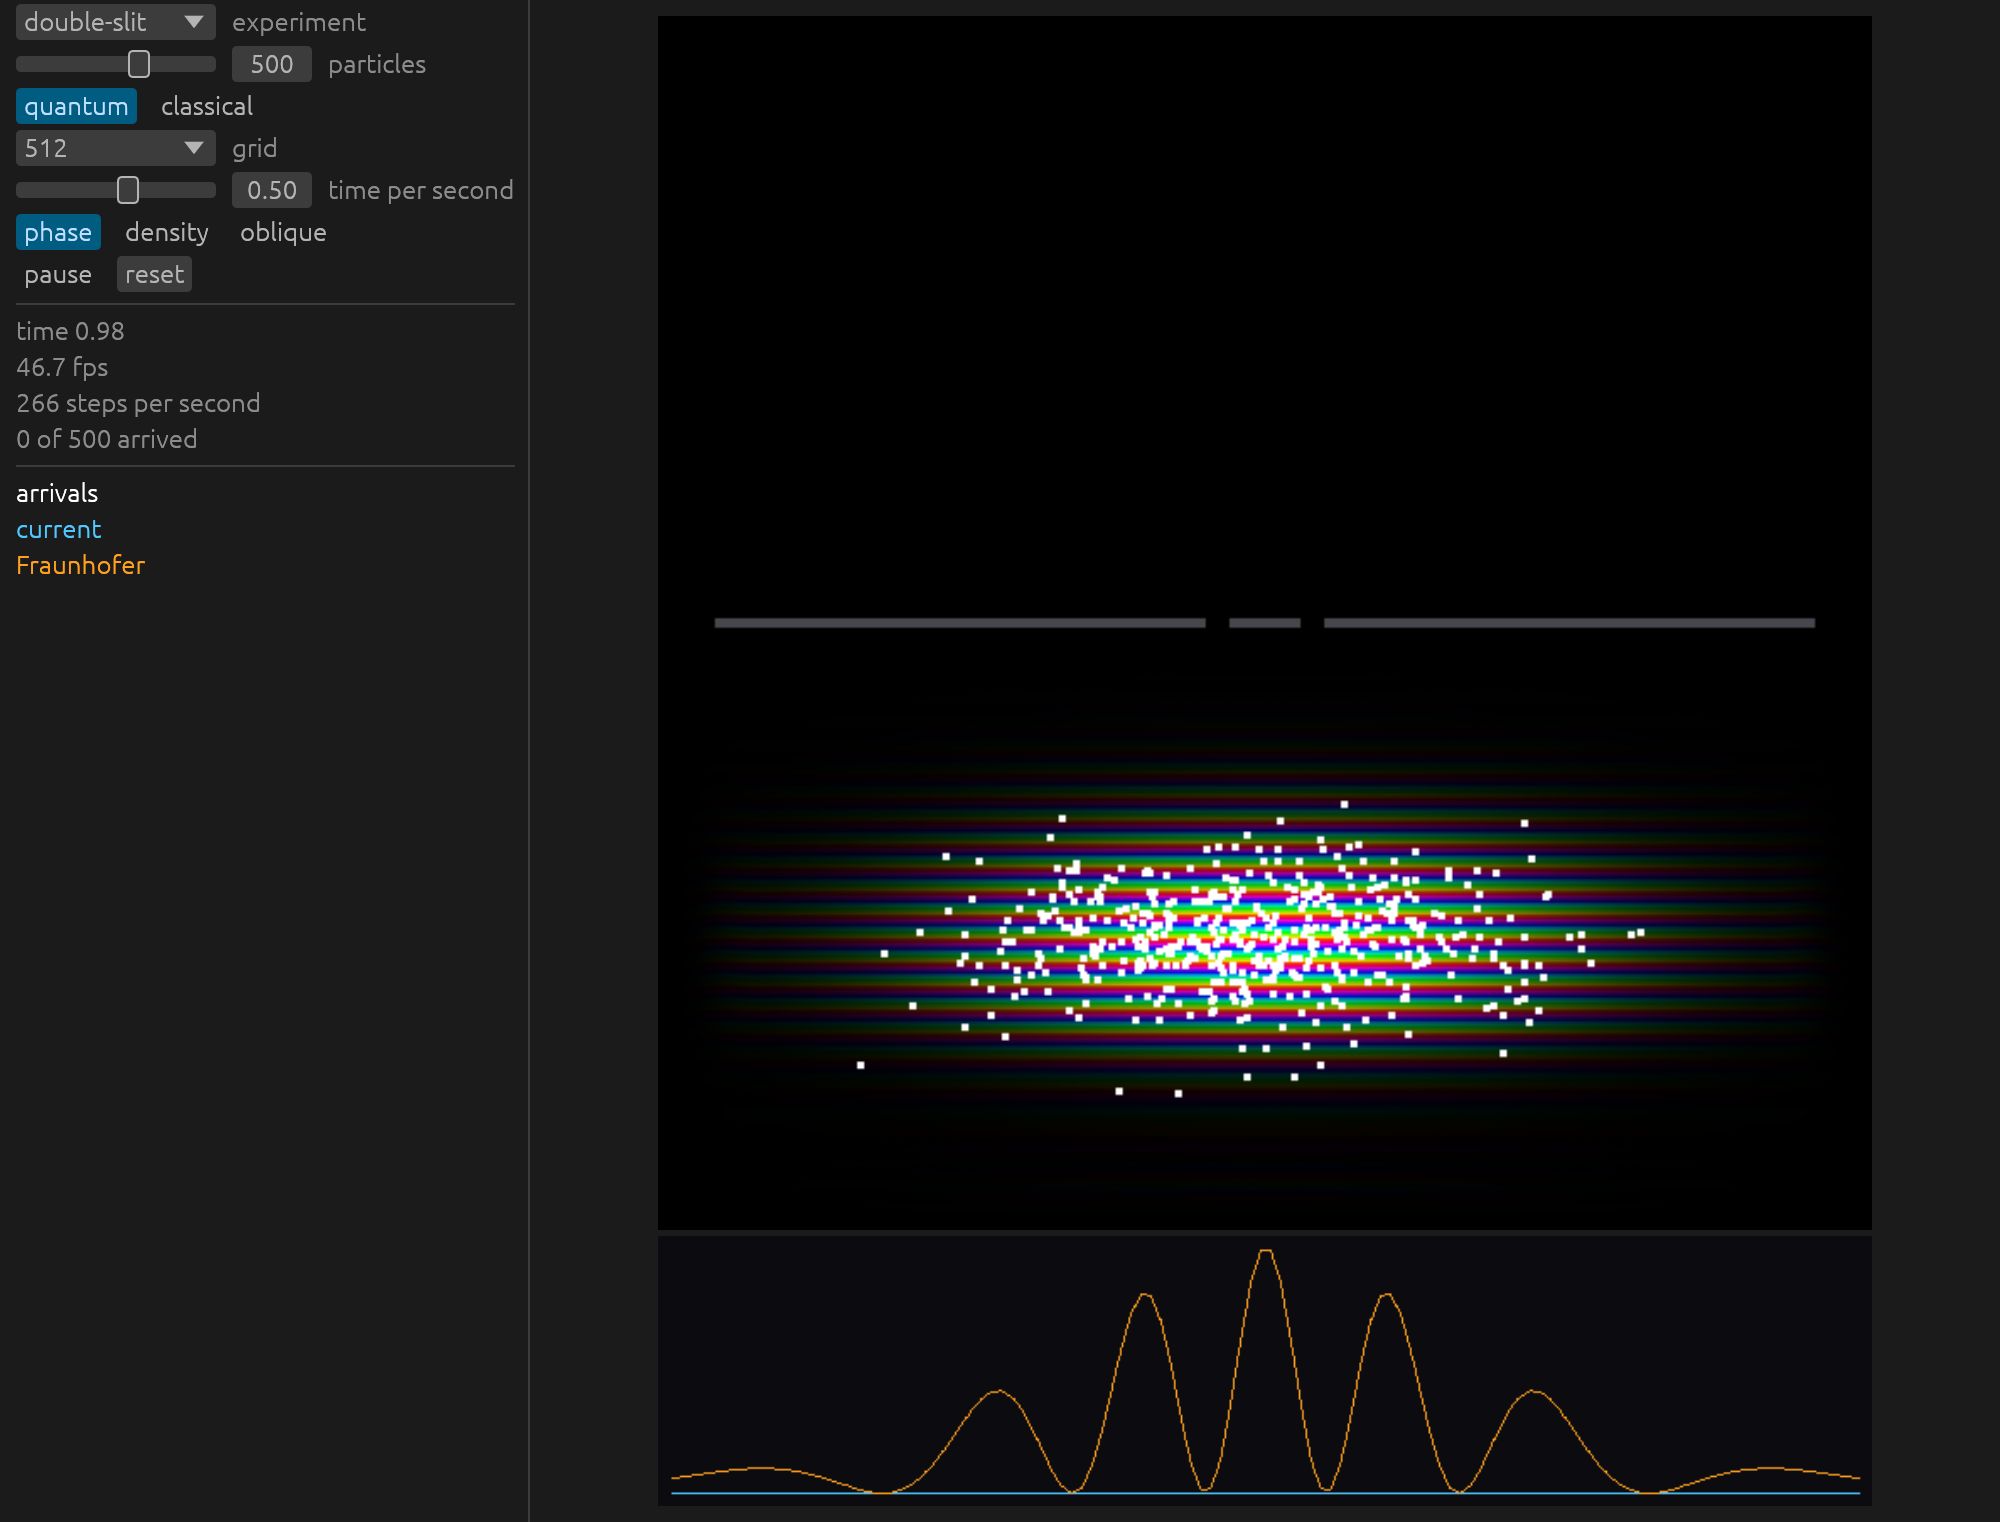 double-slit experiment
500 particles
quantum classical
512 grid
0.50 time per second
phase density oblique
pause reset
time 0.98
46.7 fps
266 steps per second
0 of 500 arrived
arrivals
current
Fraunhofer